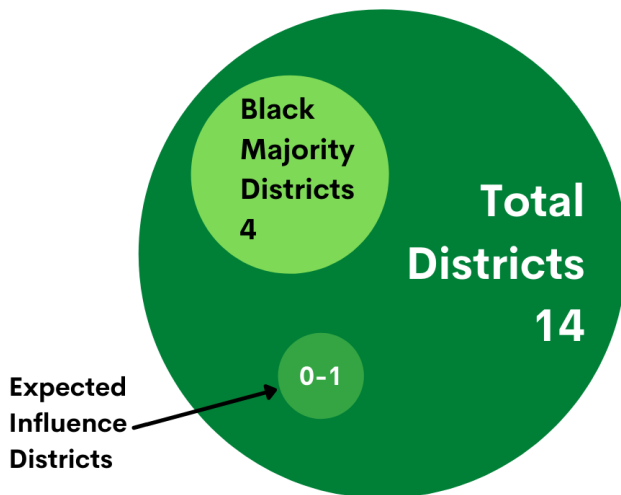 Black
Majority
Districts
4
Total
Districts
14
0-1
Expected
Influence
Districts